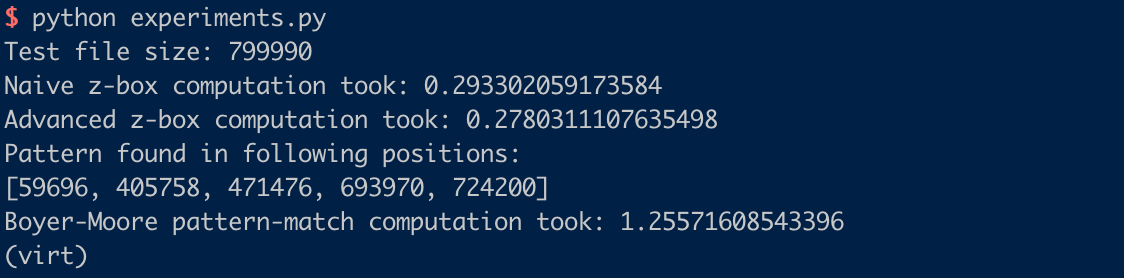 $ python experiments.py
Test file size: 799990
Naive z-box computation took: 0.293302059173584
Advanced z-box computation took: 0.2780311107635498
Pattern found in following positions:
[59696, 405758, 471476, 693970, 724200]
Boyer-Moore pattern-match computation took: 1.25571608543396
(virt)